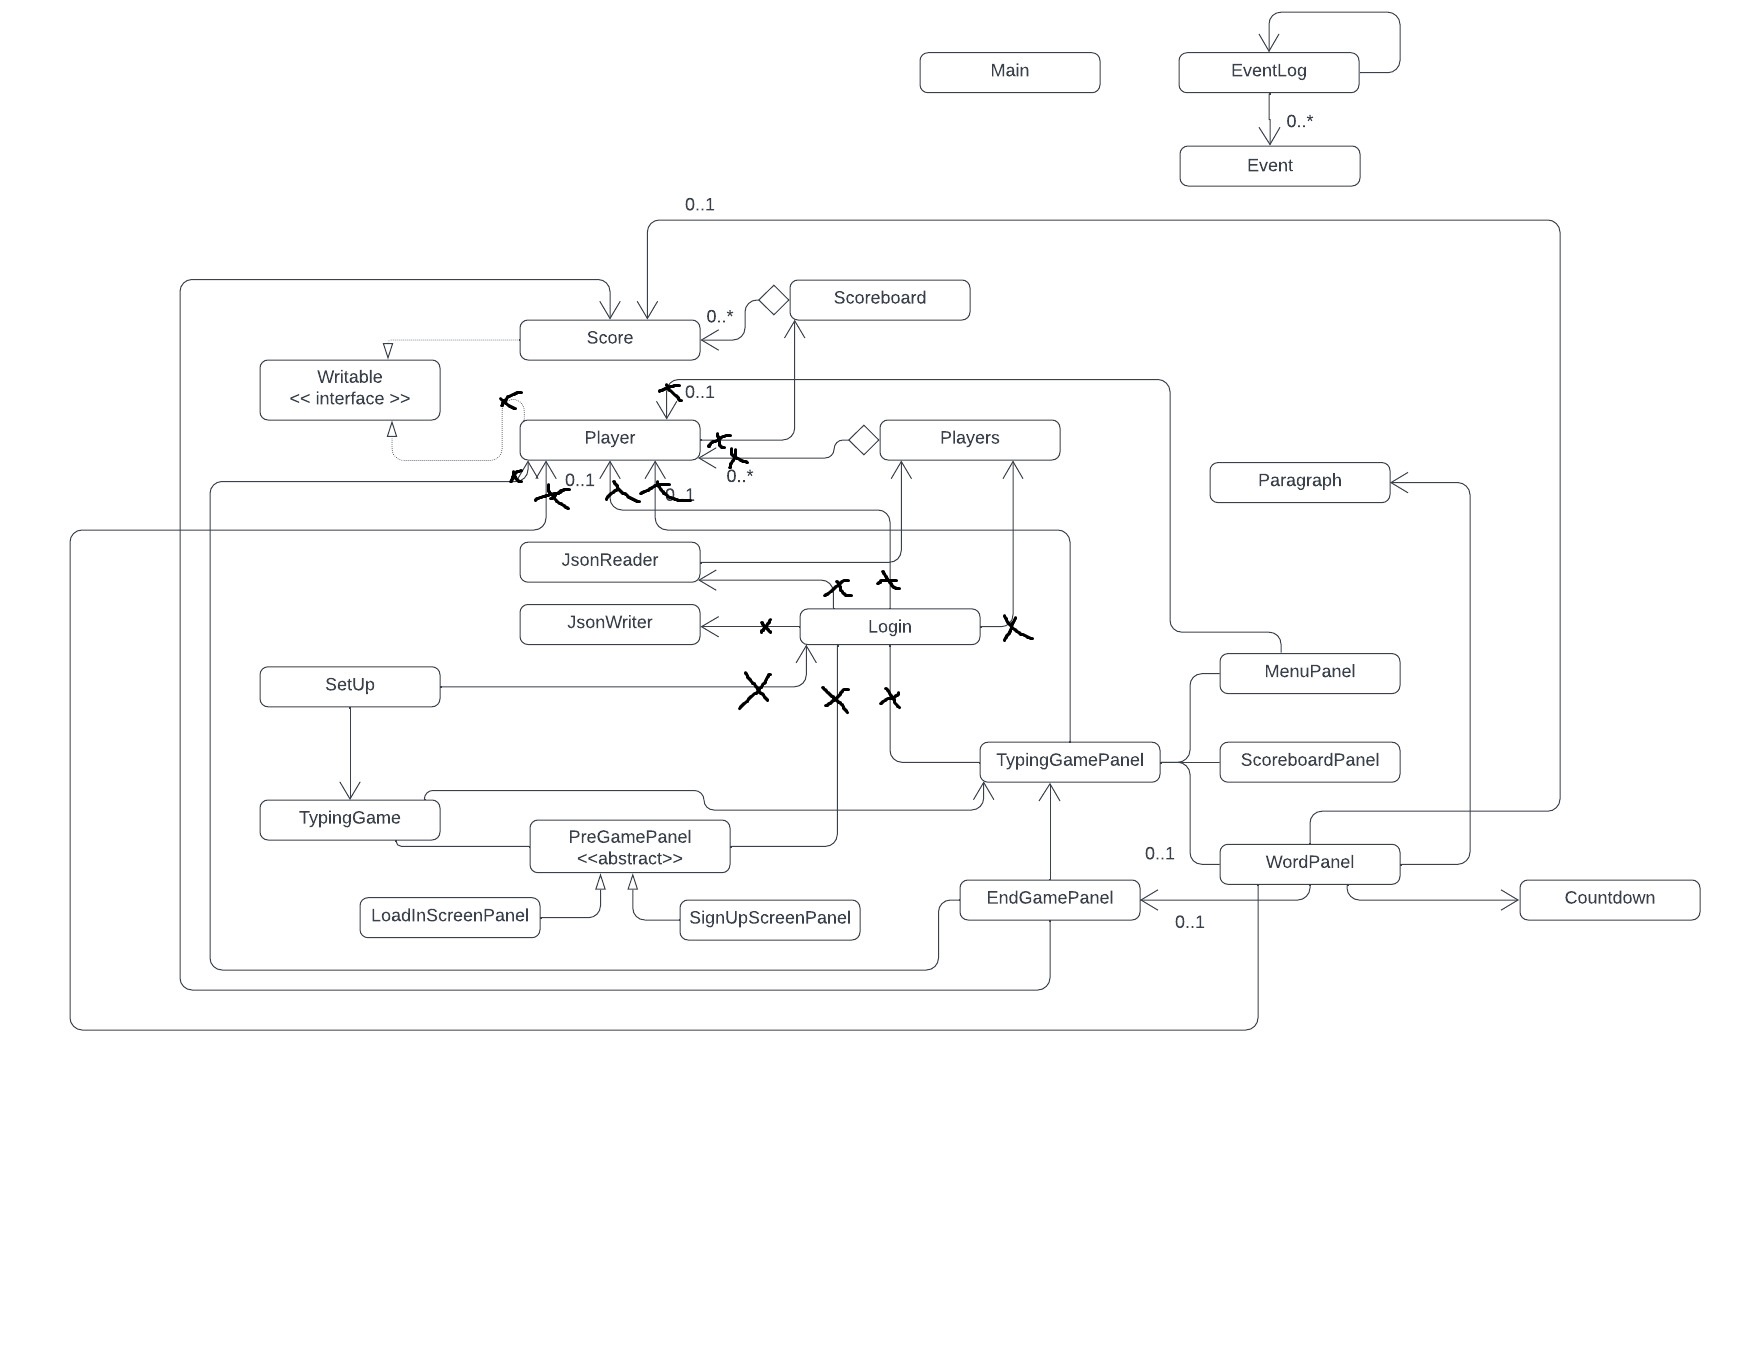 Main
EventLog
0..*
Event
0..1
Scoreboard
0..*
Score
Writable
<< interface >>
0..1
Player
Players
0..*
0..1
0..1
Paragraph
JsonReader
JsonWriter
Login
SetUp
MenuPanel
TypingGamePanel
ScoreboardPanel
TypingGame
PreGamePanel
<<abstract>>
0..1
WordPanel
LoadInScreenPanel
SignUpScreenPanel
EndGamePanel
0..1
Countdown